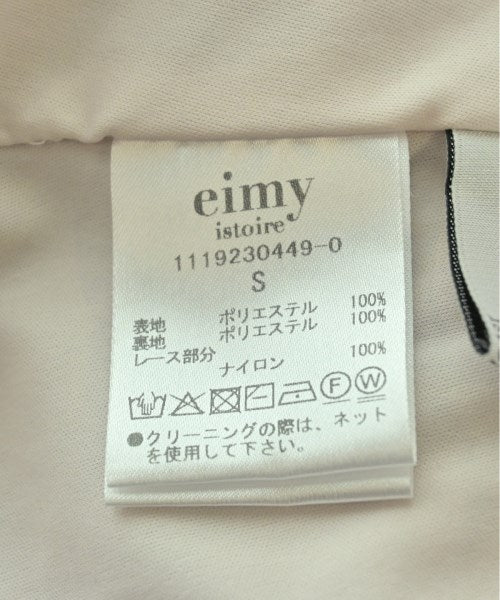 eimy
istoire
1119230449-0
S
表地 ポリエステル 100%
裏地 ポリエステル 100%
レース部分
ナイロン 100%
F W
●クリーニングの際は、ネット
を使用して下さい。